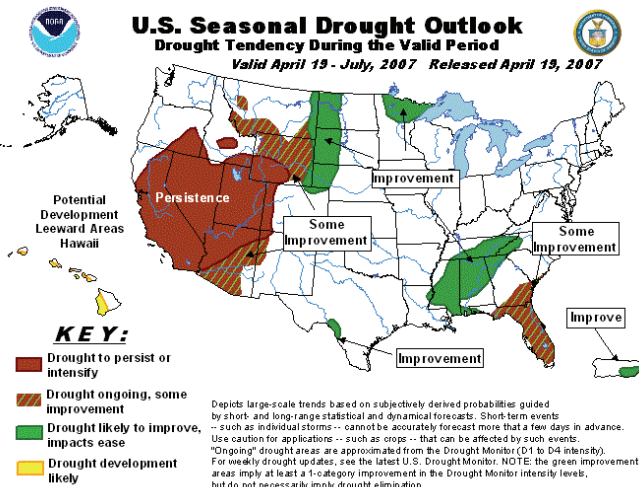 NOAA
U.S. Seasonal Drought Outlook
Drought Tendency During the Valid Period
Valid April 19 - July, 2007   Released April 19, 2007
Persistence
Potential
Development
Leeward Areas
Hawaii
Improvement
Some
Improvement
Some
Improvement
Improvement
Improve
KEY:
Drought to persist or
intensify
Drought ongoing, some
improvement
Drought likely to improve,
impacts ease
Drought development
likely
Depicts large-scale trends based on subjectively derived probabilities guided
by short- and long-range statistical and dynamical forecasts. Short-term events
-- such as individual storms -- cannot be accurately forecast more that a few days in advance.
Use caution for applications -- such as crops -- that can be affected by such events.
"Ongoing" drought areas are approximated from the Drought Monitor (D1 to D4 intensity).
For weekly drought updates, see the latest U.S. Drought Monitor. NOTE: the green improvement
areas imply at least a 1-category improvement in the Drought Monitor intensity levels,
but do not necessarily imply drought elimination.